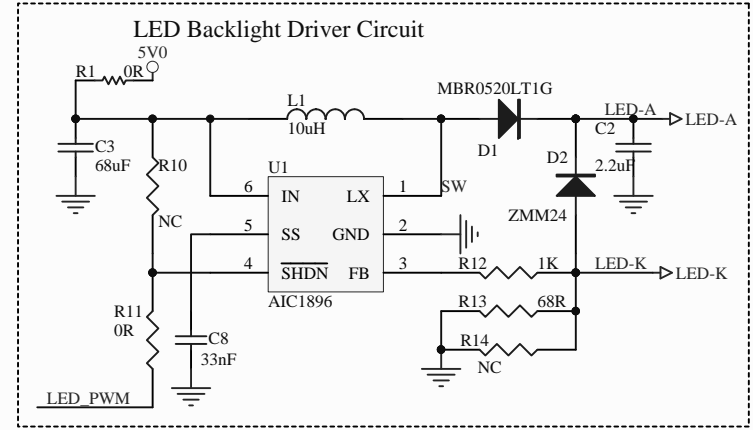 LED Backlight Driver Circuit
5V0
R1 0R
MBR0520LT1G
L1
LED-A
LED-A
10uH
C2
C3
D1
D2
68uF
R10
U1
2.2uF
6 IN LX 1 SW
NC
ZMM24
5 SS GND 2
4 SHDN FB 3
R12 1K
LED-K
LED-K
AIC1896
R11
0R
R13 68R
C8
33nF
R14
NC
LED_PWM